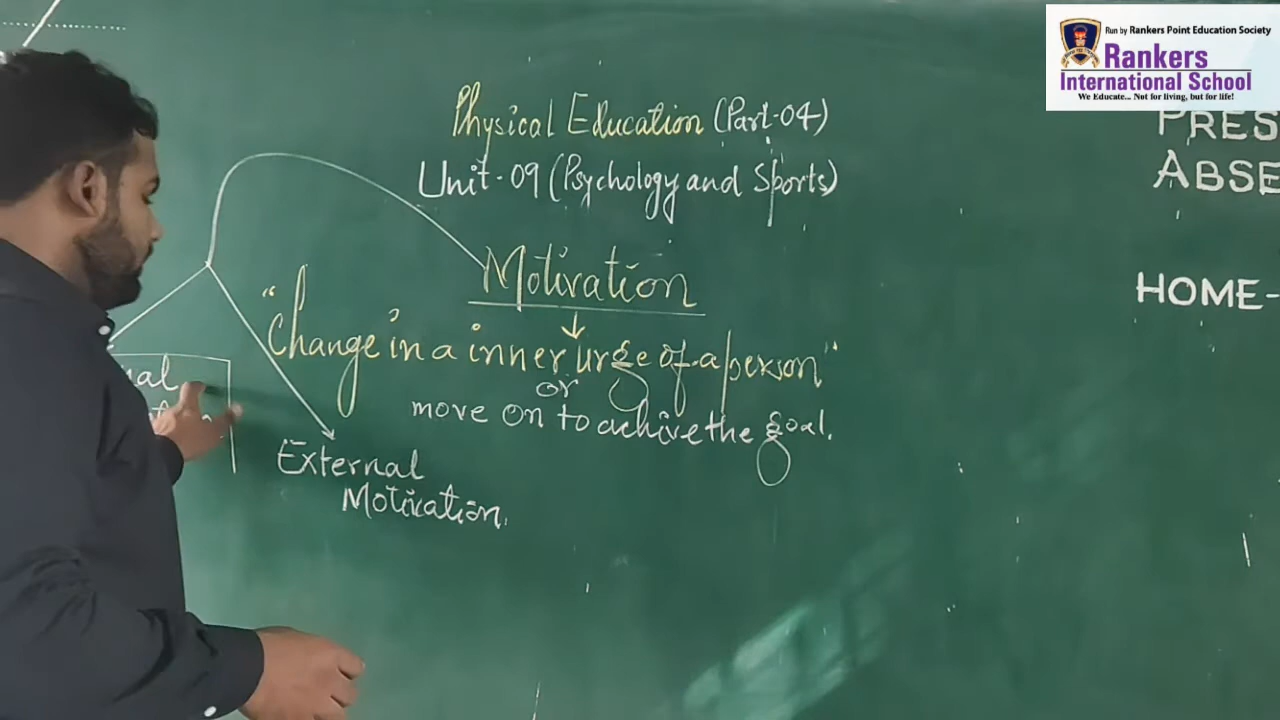 Run by Rankers Point Education Society
Rankers
International School
We Educate... Not for living, but for life!
Physical Education (Part-04)
Unit-09 (Psychology and Sports)
Motivation
"Change in a inner urge of a person"
or
move on to achive the goal.
External
Motivation.
PRES
ABSE
HOME-